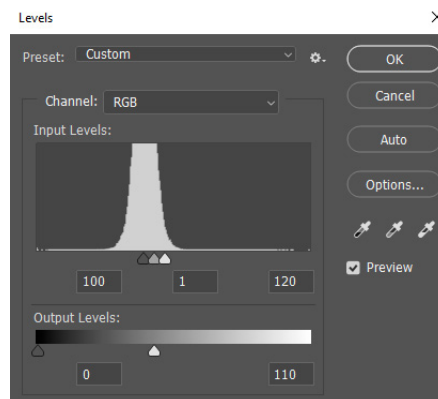 Levels
Preset: Custom
OK
Channel: RGB
Cancel
Input Levels:
Auto
Options...
Preview
100 1 120
Output Levels:
0 110